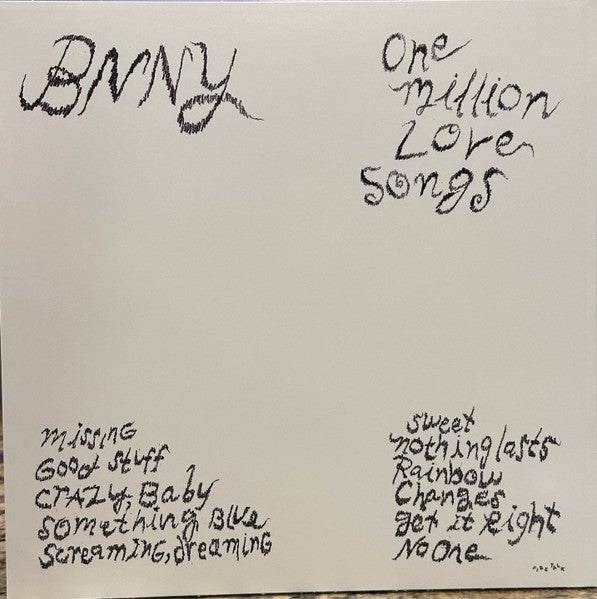 BNNY
One
million
Love
Songs
missinG
Good stuff
CRAZy, Baby
something Blue
screaminG, dreaming
sweet
nothing lasts
Rainbow
Changes
get it Right
No One